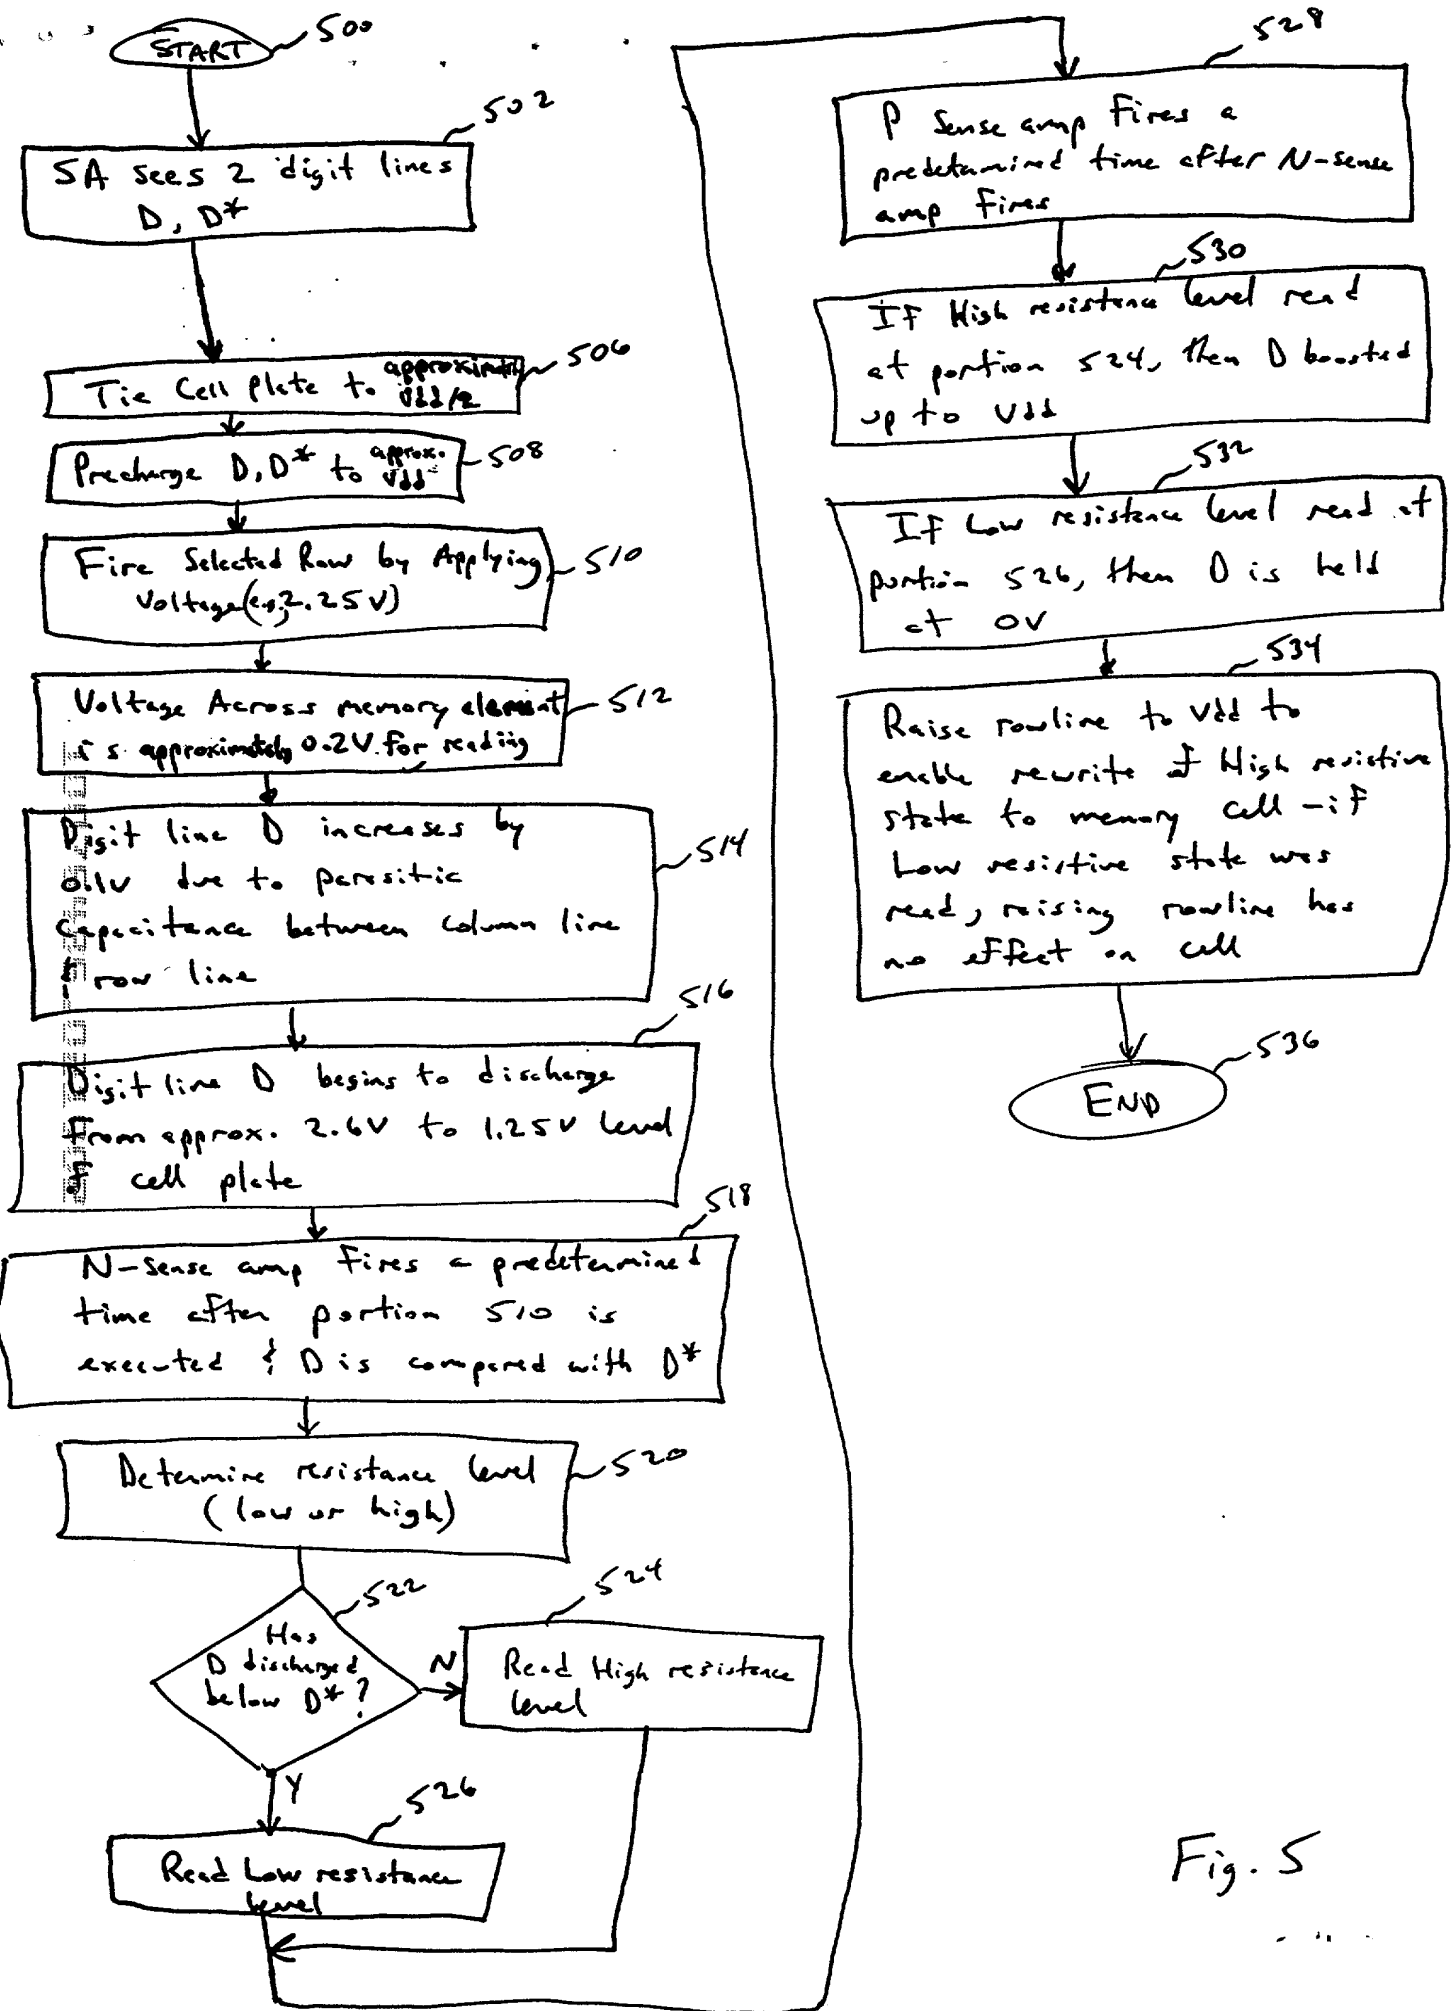 START
500
502
SA sees 2 digit lines
D, D*
506
Tie Cell Plate to approximately
Vdd/2
Precharge D, D* to approx.
Vdd
508
Fire Selected Row by Applying
Voltage (e.g., 2.25V)
510
Voltage Across memory element
is approximately 0.2V for reading
512
Digit line D increases by
0.1V due to parasitic
capacitance between column line
& row line
514
516
Digit line D begins to discharge
from approx. 2.6V to 1.25V level
of cell plate
518
N-sense amp fires a predetermined
time after portion 510 is
executed & D is compared with D*
Determine resistance level
(low or high)
520
522
Has
D discharged
below D*?
N
524
Read High resistance
level
Y
526
Read Low resistance
level
528
P sense amp fires a
predetermined time after N-sense
amp fires
530
IF High resistance level read
at portion 524, then D boosted
up to Vdd
532
If Low resistance level read at
portion 526, then D is held
at 0V
534
Raise rowline to Vdd to
enable rewrite of High resistive
state to memory cell - if
Low resistive state was
read, raising rowline has
no effect on cell
536
END
Fig. 5